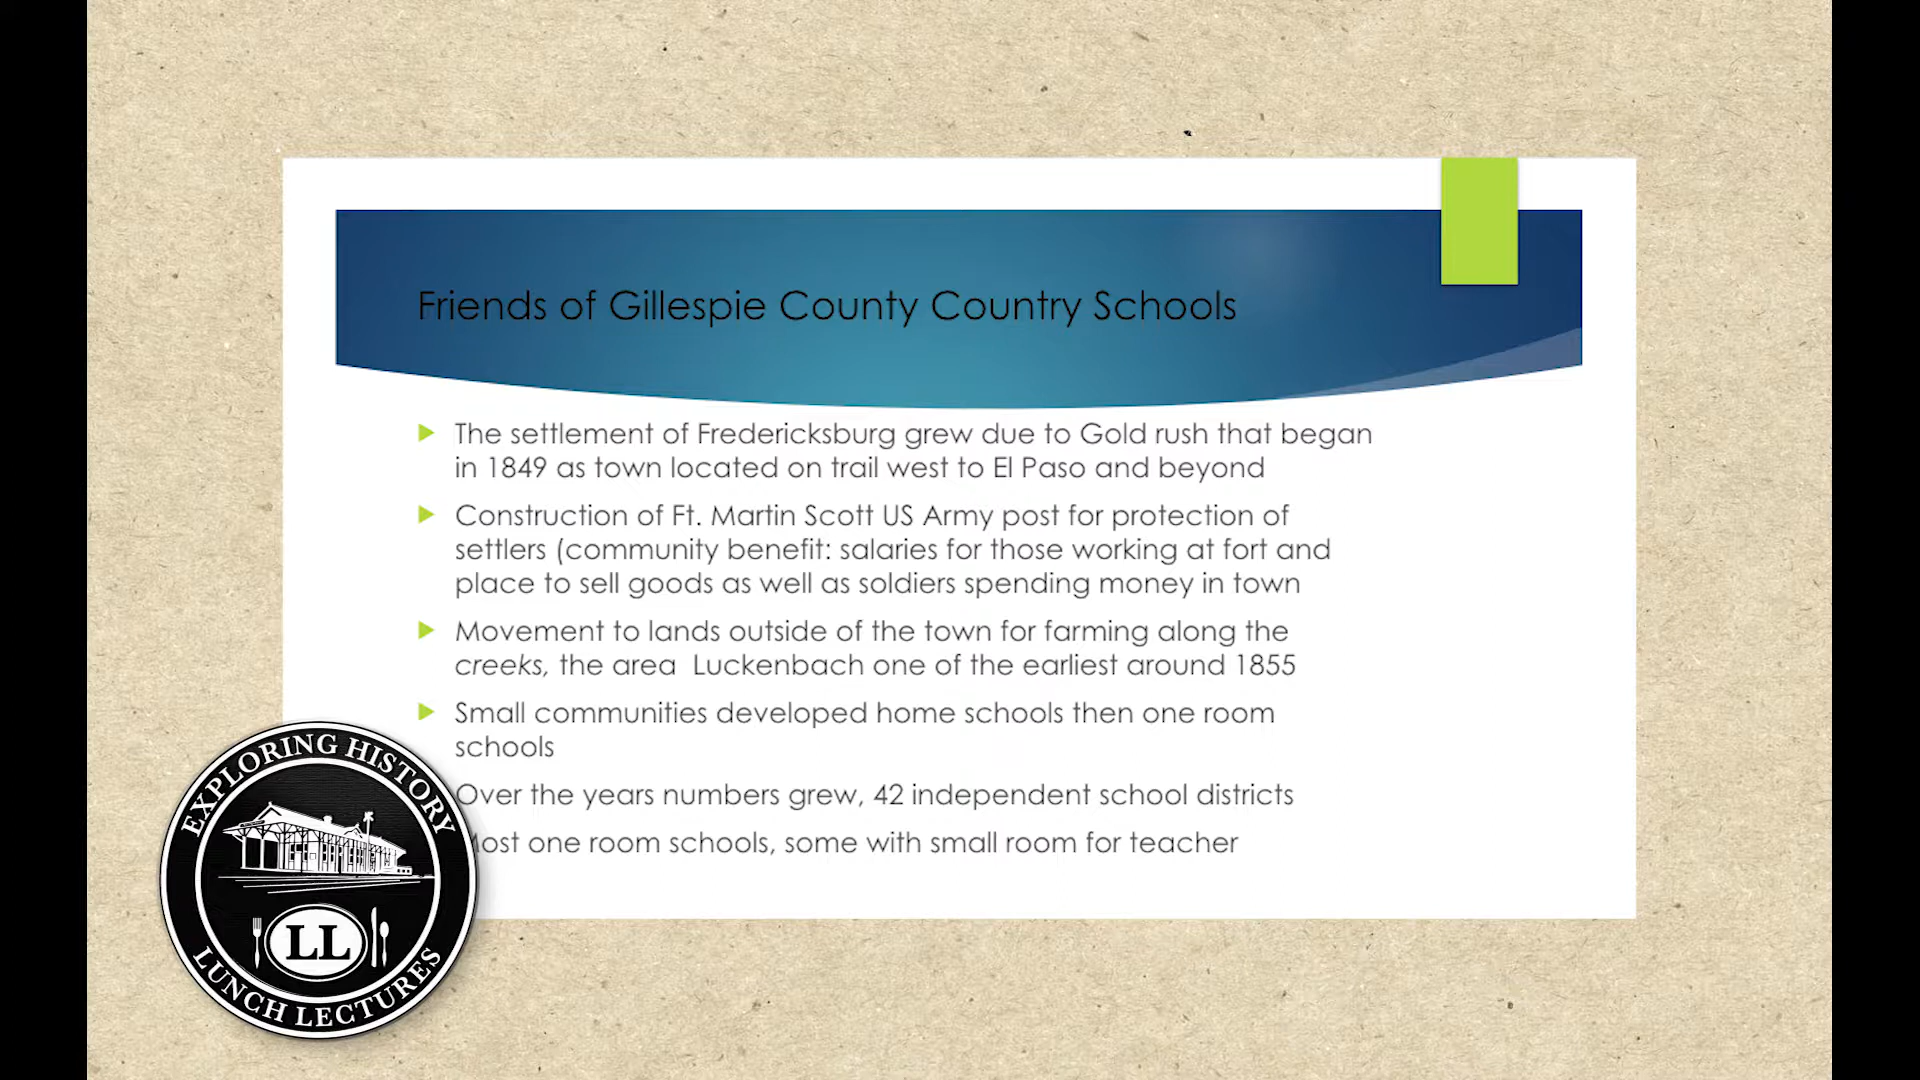 Friends of Gillespie County Country Schools
The settlement of Fredericksburg grew due to Gold rush that began
in 1849 as town located on trail west to El Paso and beyond
Construction of Ft. Martin Scott US Army post for protection of
settlers (community benefit: salaries for those working at fort and
place to sell goods as well as soldiers spending money in town
Movement to lands outside of the town for farming along the
creeks, the area Luckenbach one of the earliest around 1855
Small communities developed home schools then one room
schools
Over the years numbers grew, 42 independent school districts
Most one room schools, some with small room for teacher
EXPLORING HISTORY
LL
LUNCH LECTURES